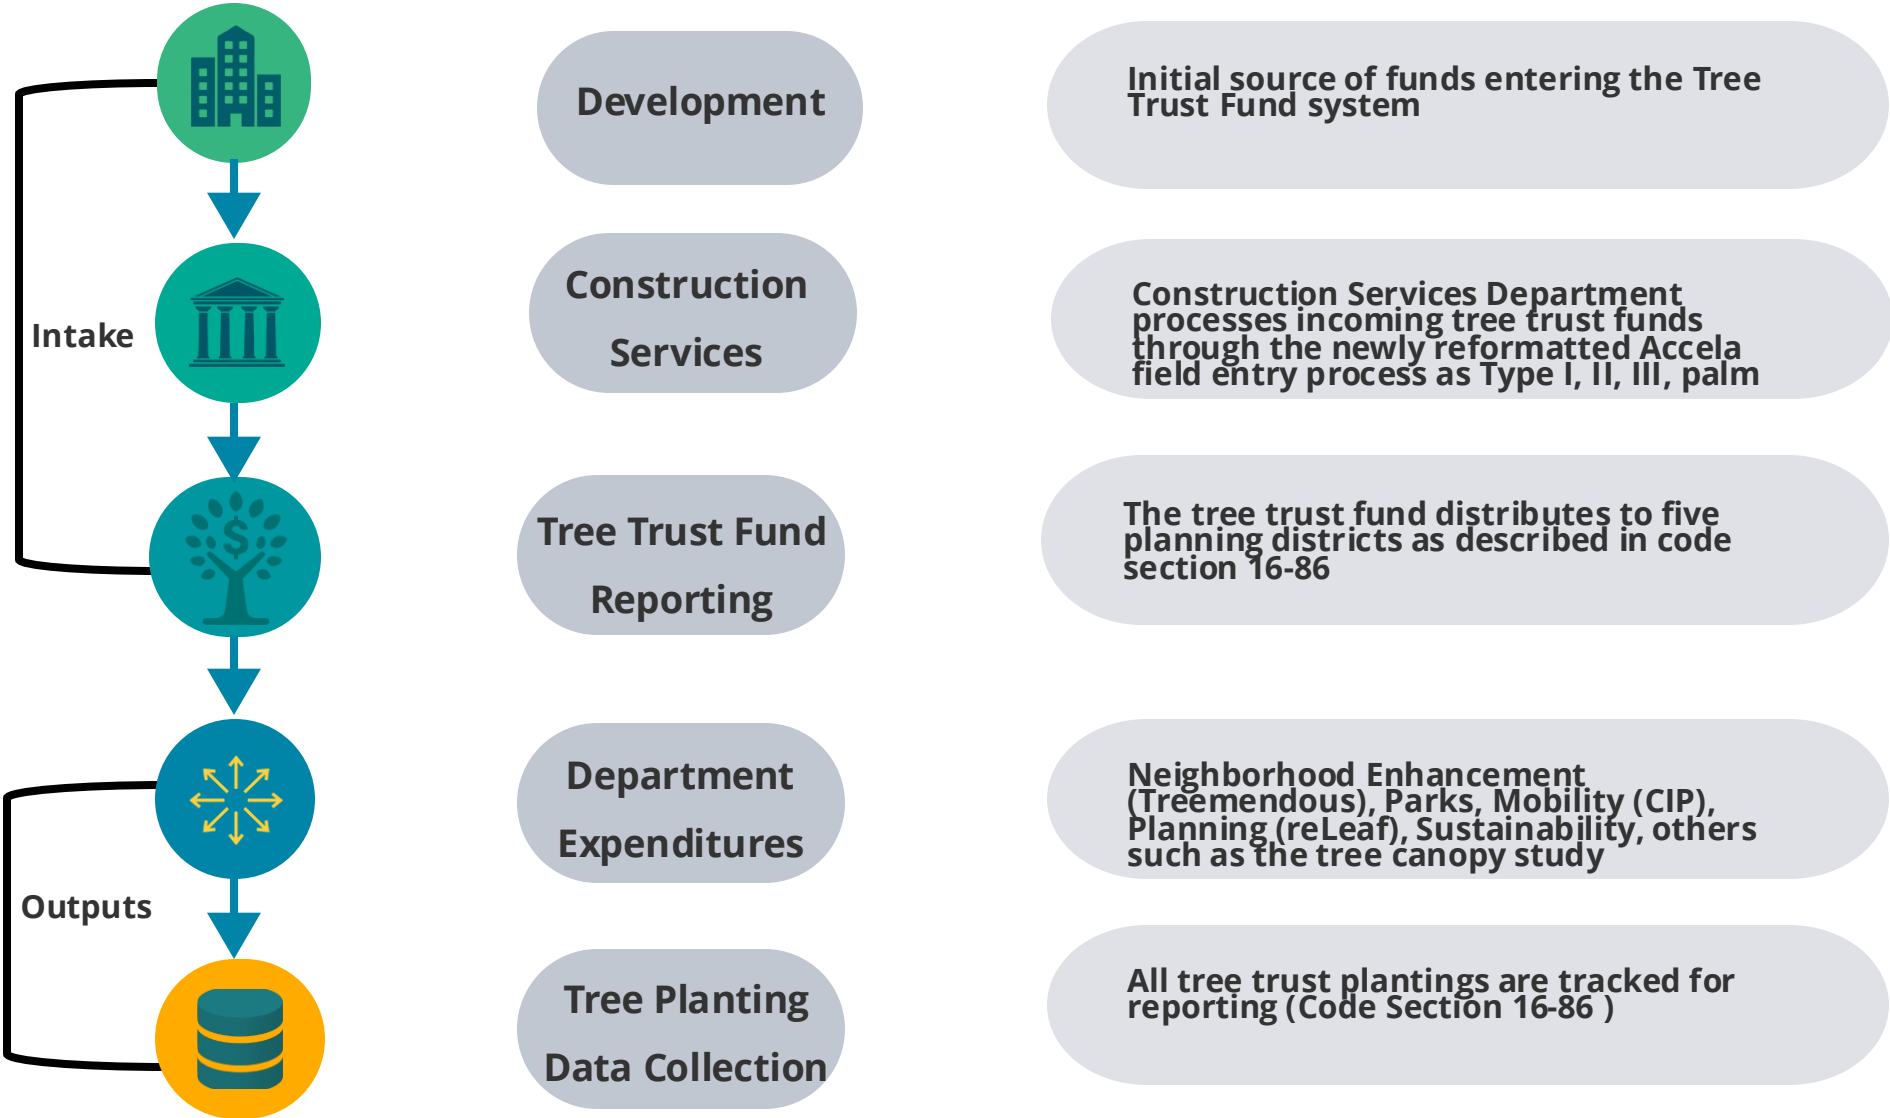 Development
Initial source of funds entering the Tree
Trust Fund system
Construction
Services
Construction Services Department
processes incoming tree trust funds
through the newly reformatted Accela
field entry process as Type I, II, III, palm
Intake
Tree Trust Fund
Reporting
The tree trust fund distributes to five
planning districts as described in code
section 16-86
$
Department
Expenditures
Neighborhood Enhancement
(Treemendous), Parks, Mobility (CIP),
Planning (reLeaf), Sustainability, others
such as the tree canopy study
Outputs
Tree Planting
Data Collection
All tree trust plantings are tracked for
reporting (Code Section 16-86 )